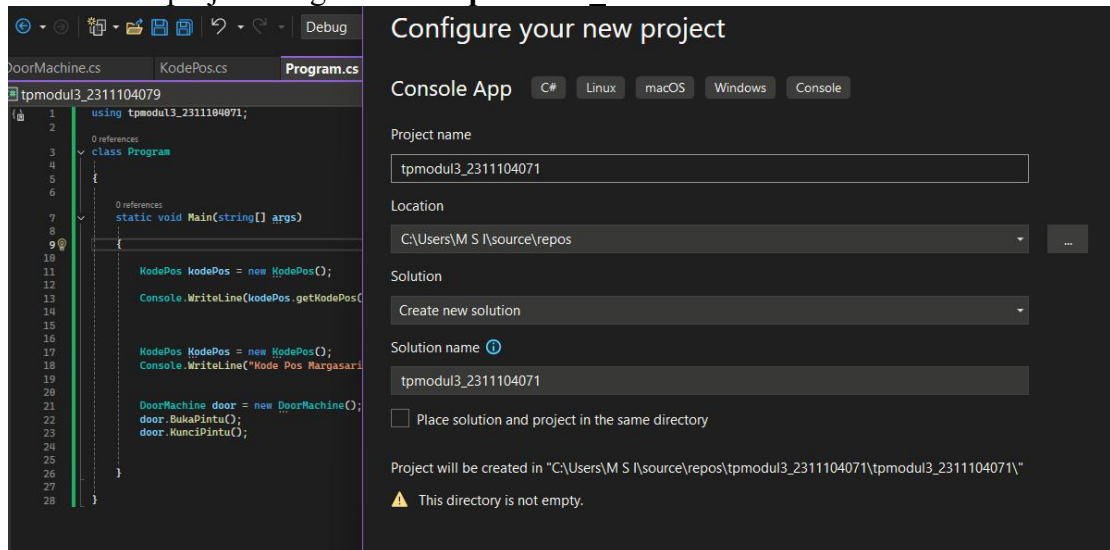 Debug
DoorMachine.cs KodePos.cs Program.cs
tpmodul3_2311104079
1 using tpmodul3_2311104071;
2
0 references
3 class Program
4
5 {
6
0 references
7 static void Main(string[] args)
8
9 {
10
11 KodePos kodePos = new KodePos();
12
13 Console.WriteLine(kodePos.getKodePos(
14
15
16
17 KodePos KodePos = new KodePos();
18 Console.WriteLine("Kode Pos Margasari
19
20
21 DoorMachine door = new DoorMachine();
22 door.BukaPintu();
23 door.KunciPintu();
24
25
26 }
27
28 }
Configure your new project
Console App C# Linux macOS Windows Console
Project name
tpmodul3_2311104071
Location
C:\Users\M S I\source\repos
...
Solution
Create new solution
Solution name
tpmodul3_2311104071
Place solution and project in the same directory
Project will be created in "C:\Users\M S I\source\repos\tpmodul3_2311104071\tpmodul3_2311104071\"
This directory is not empty.